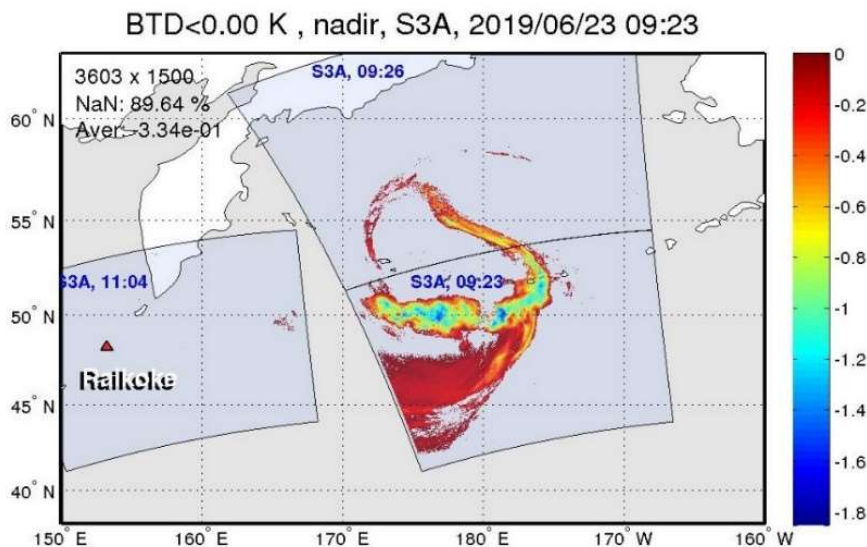 BTD<0.00 K , nadir, S3A, 2019/06/23 09:23
3603 x 1500
NaN: 89.64 %
Aver: -3.34e-01
S3A, 09:26
S3A, 11:04
S3A, 09:23
Raikoke
60° N
55° N
50° N
45° N
40° N
150° E
160° E
170° E
180° E
170° W
160° W
0
-0.2
-0.4
-0.6
-0.8
-1
-1.2
-1.4
-1.6
-1.8